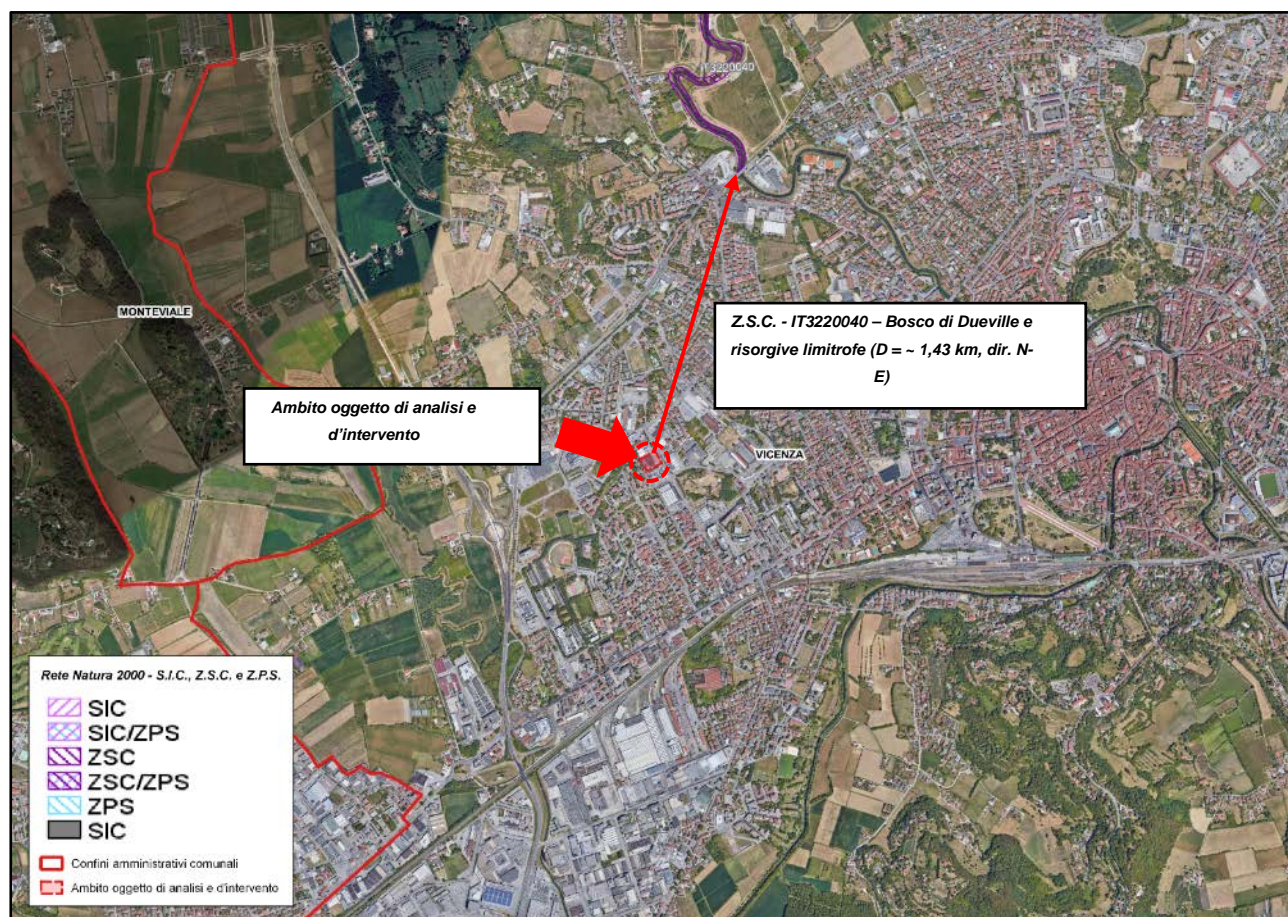 IT3220040
MONTEVIALE
Z.S.C. - IT3220040 – Bosco di Dueville e
risorgive limitrofe (D = ~ 1,43 km, dir. N-
E)
Ambito oggetto di analisi e
d'intervento
VICENZA
Rete Natura 2000 - S.I.C., Z.S.C. e Z.P.S.
SIC
SIC/ZPS
ZSC
ZSC/ZPS
ZPS
SIC
Confini amministrativi comunali
Ambito oggetto di analisi e d'intervento